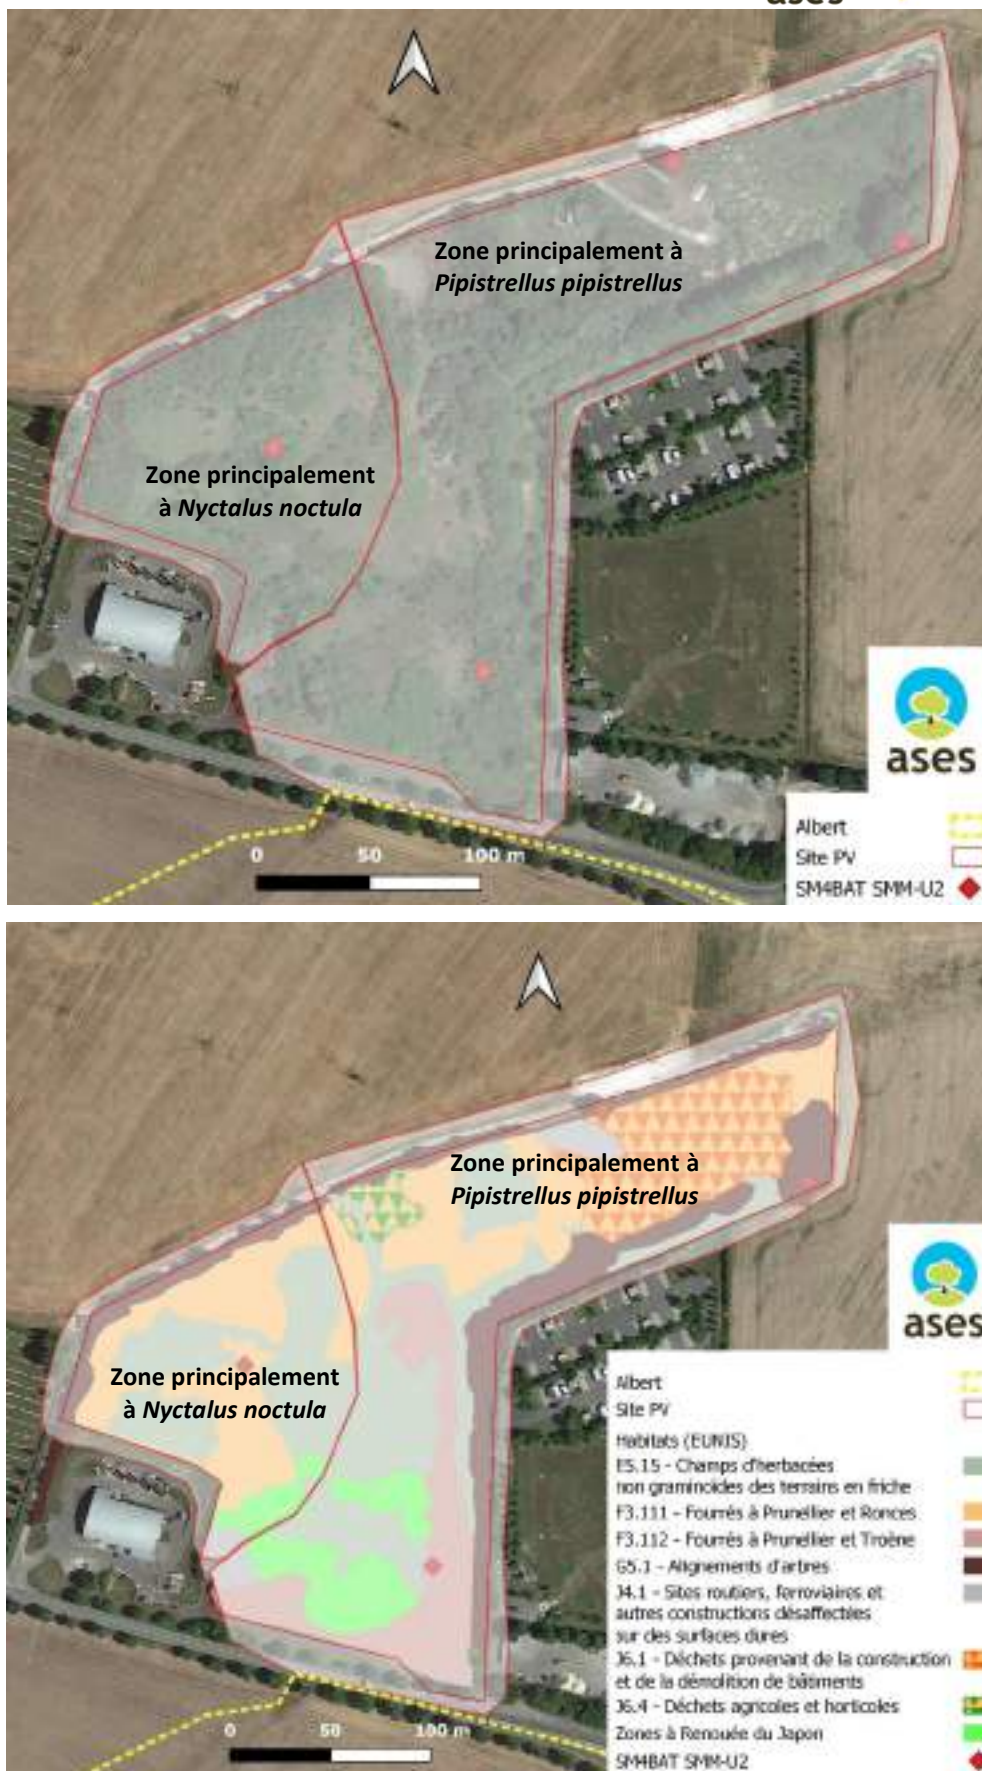 ases
Zone principalement à
Pipistrellus pipistrellus
Zone principalement
à Nyctalus noctula
ases
0 50 100 m
Albert
Site PV
SM4BAT SMM-U2
Zone principalement à
Pipistrellus pipistrellus
Zone principalement
à Nyctalus noctula
ases
Albert
Site PV
Habitats (EUNIS)
E5.15 - Champs d'herbacées
non graminoïdes des terrains en friche
F3.111 - Fourrés à Prunéllier et Ronces
F3.112 - Fourrés à Prunéllier et Troène
G5.1 - Alignements d'arbres
J4.1 - Sites routiers, ferroviaires et
autres constructions désaffectées
sur des surfaces dures
J6.1 - Déchets provenant de la construction
et de la démolition de bâtiments
J6.4 - Déchets agricoles et horticoles
Zones à Renouée du Japon
SM4BAT SMM-U2
0 50 100 m